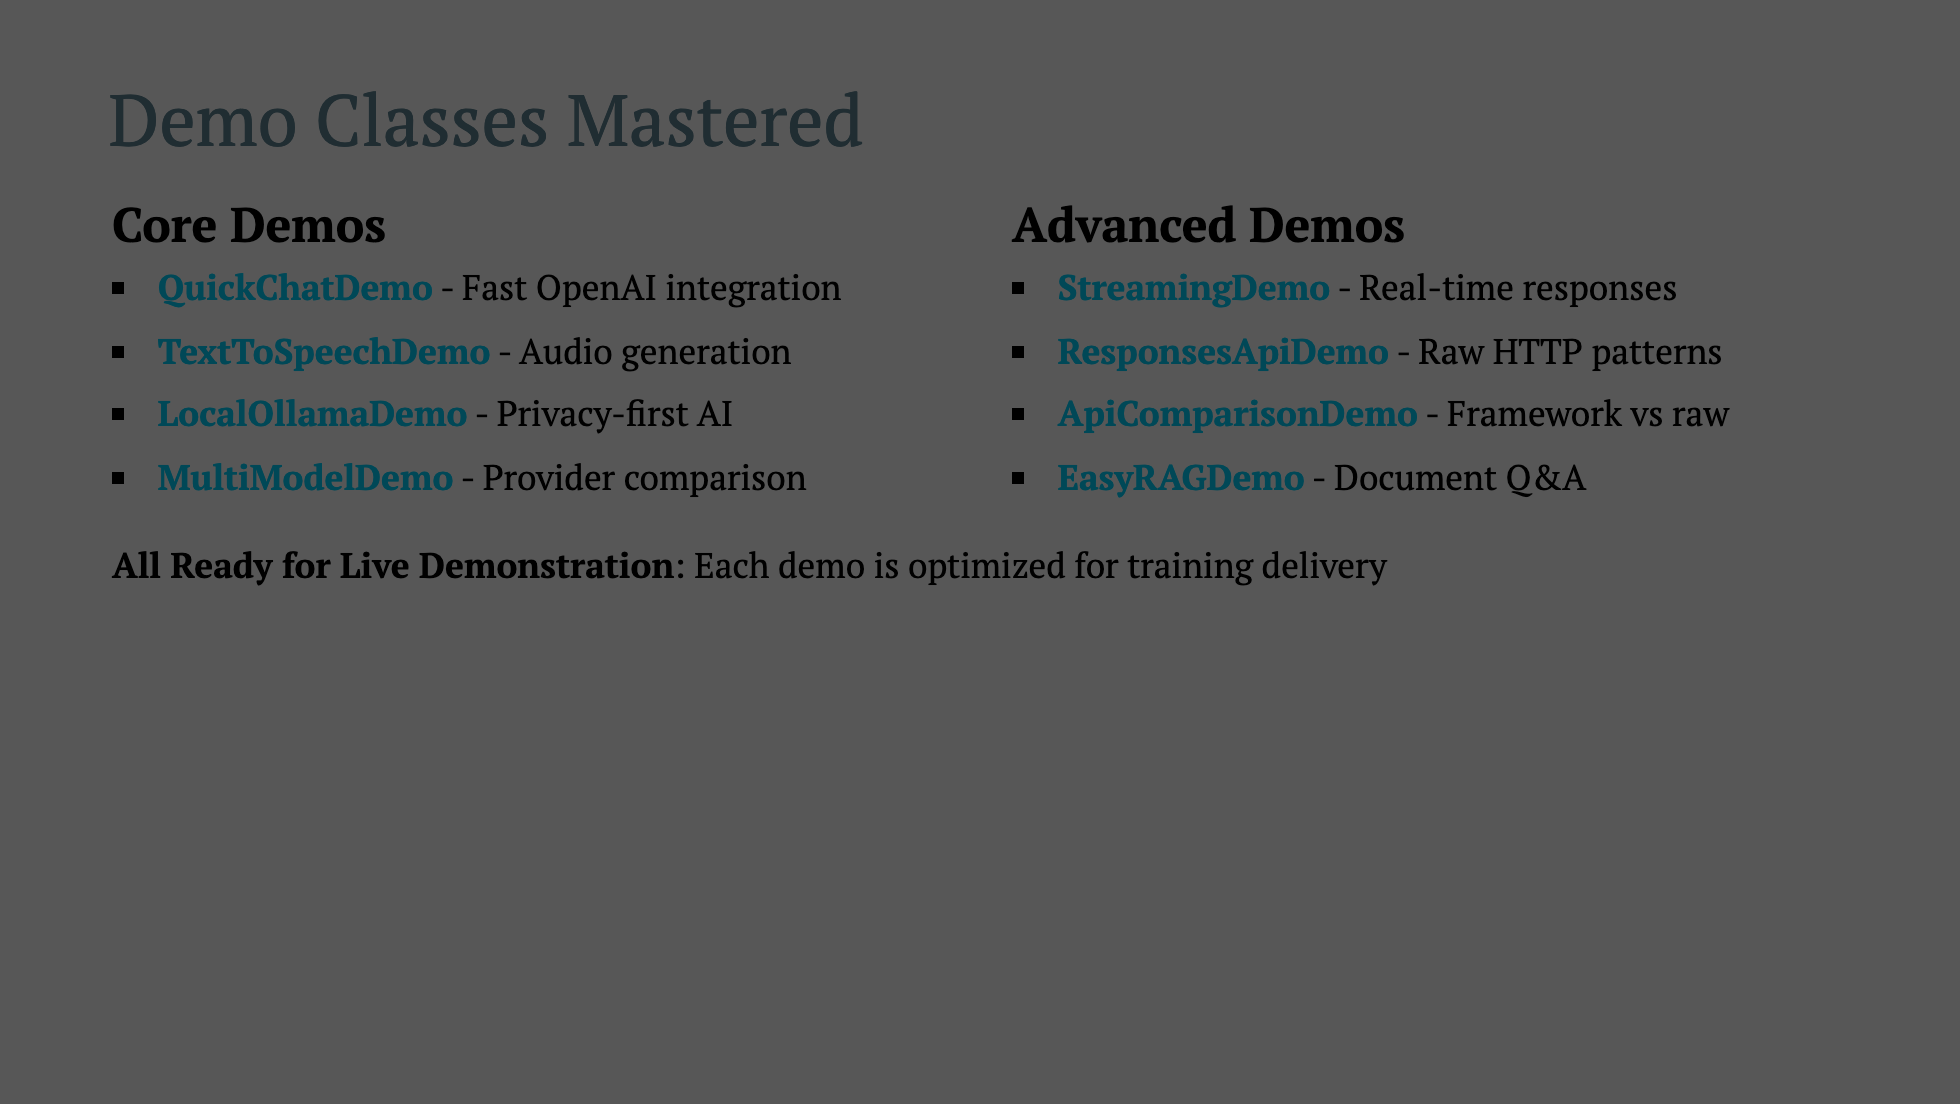 Demo Classes Mastered
Core Demos
▪ QuickChatDemo - Fast OpenAI integration
▪ TextToSpeechDemo - Audio generation
▪ LocalOllamaDemo - Privacy-first AI
▪ MultiModelDemo - Provider comparison
Advanced Demos
▪ StreamingDemo - Real-time responses
▪ ResponsesApiDemo - Raw HTTP patterns
▪ ApiComparisonDemo - Framework vs raw
▪ EasyRAGDemo - Document Q&A
All Ready for Live Demonstration: Each demo is optimized for training delivery